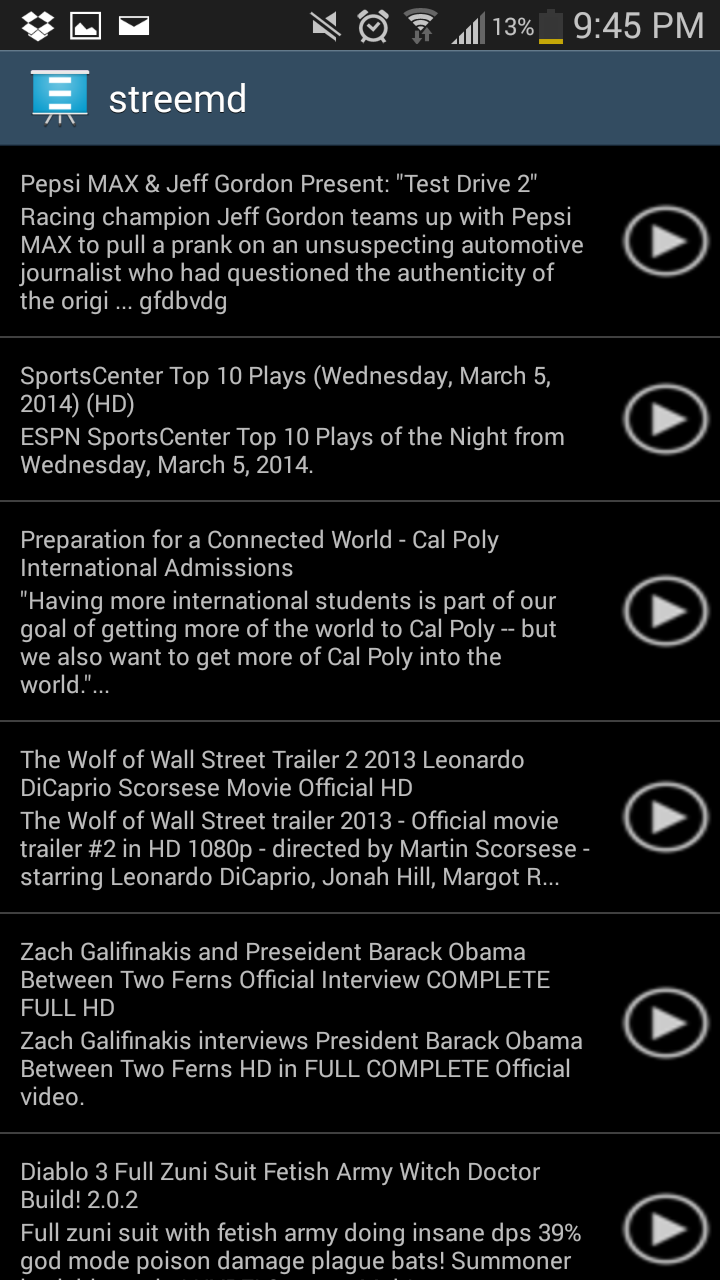 13% 9:45 PM
streemd
Pepsi MAX & Jeff Gordon Present: "Test Drive 2"
Racing champion Jeff Gordon teams up with Pepsi
MAX to pull a prank on an unsuspecting automotive
journalist who had questioned the authenticity of
the origi ... gfdbvdg
SportsCenter Top 10 Plays (Wednesday, March 5,
2014) (HD)
ESPN SportsCenter Top 10 Plays of the Night from
Wednesday, March 5, 2014.
Preparation for a Connected World - Cal Poly
International Admissions
"Having more international students is part of our
goal of getting more of the world to Cal Poly -- but
we also want to get more of Cal Poly into the
world."...
The Wolf of Wall Street Trailer 2 2013 Leonardo
DiCaprio Scorsese Movie Official HD
The Wolf of Wall Street trailer 2013 - Official movie
trailer #2 in HD 1080p - directed by Martin Scorsese -
starring Leonardo DiCaprio, Jonah Hill, Margot R...
Zach Galifinakis and Preseident Barack Obama
Between Two Ferns Official Interview COMPLETE
FULL HD
Zach Galifinakis interviews President Barack Obama
Between Two Ferns HD in FULL COMPLETE Official
video.
Diablo 3 Full Zuni Suit Fetish Army Witch Doctor
Build! 2.0.2
Full zuni suit with fetish army doing insane dps 39%
god mode poison damage plague bats! Summoner